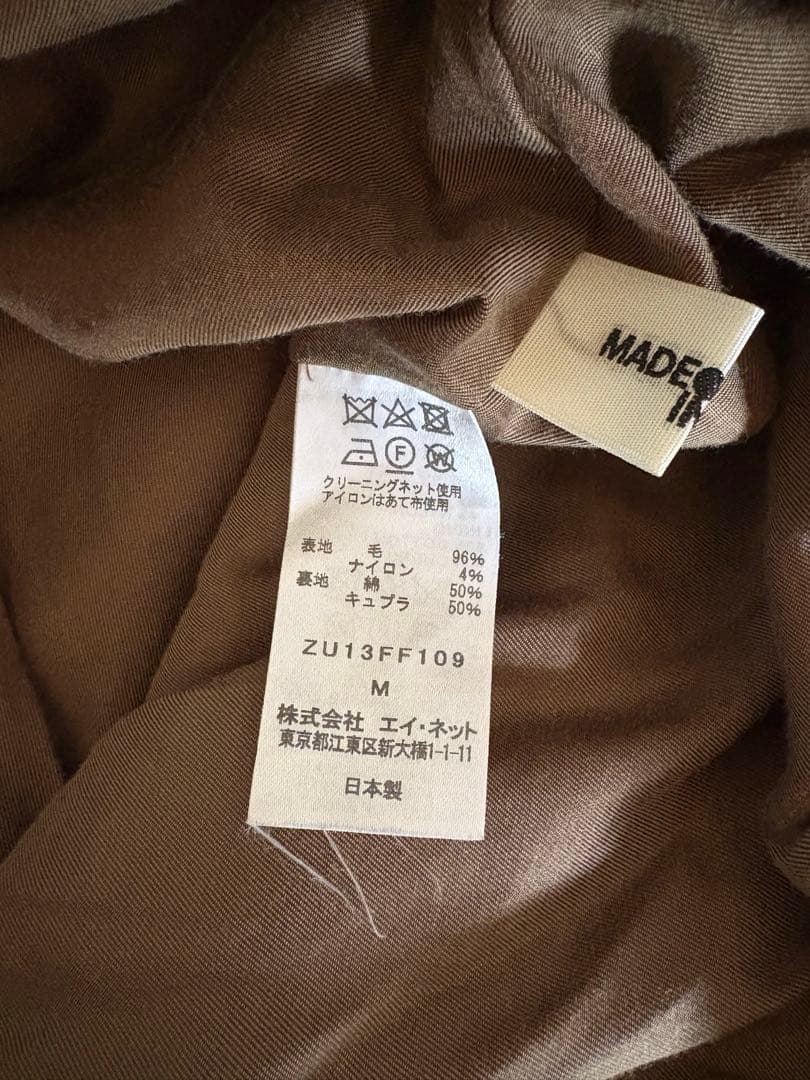 MADE
クリーニングネット使用
アイロンはあて布使用
表地 毛 96%
ナイロン 4%
裏地 綿 50%
キュプラ 50%
ZU13FF109
M
株式会社 エイ・ネット
東京都江東区新大橋1-1-11
日本製